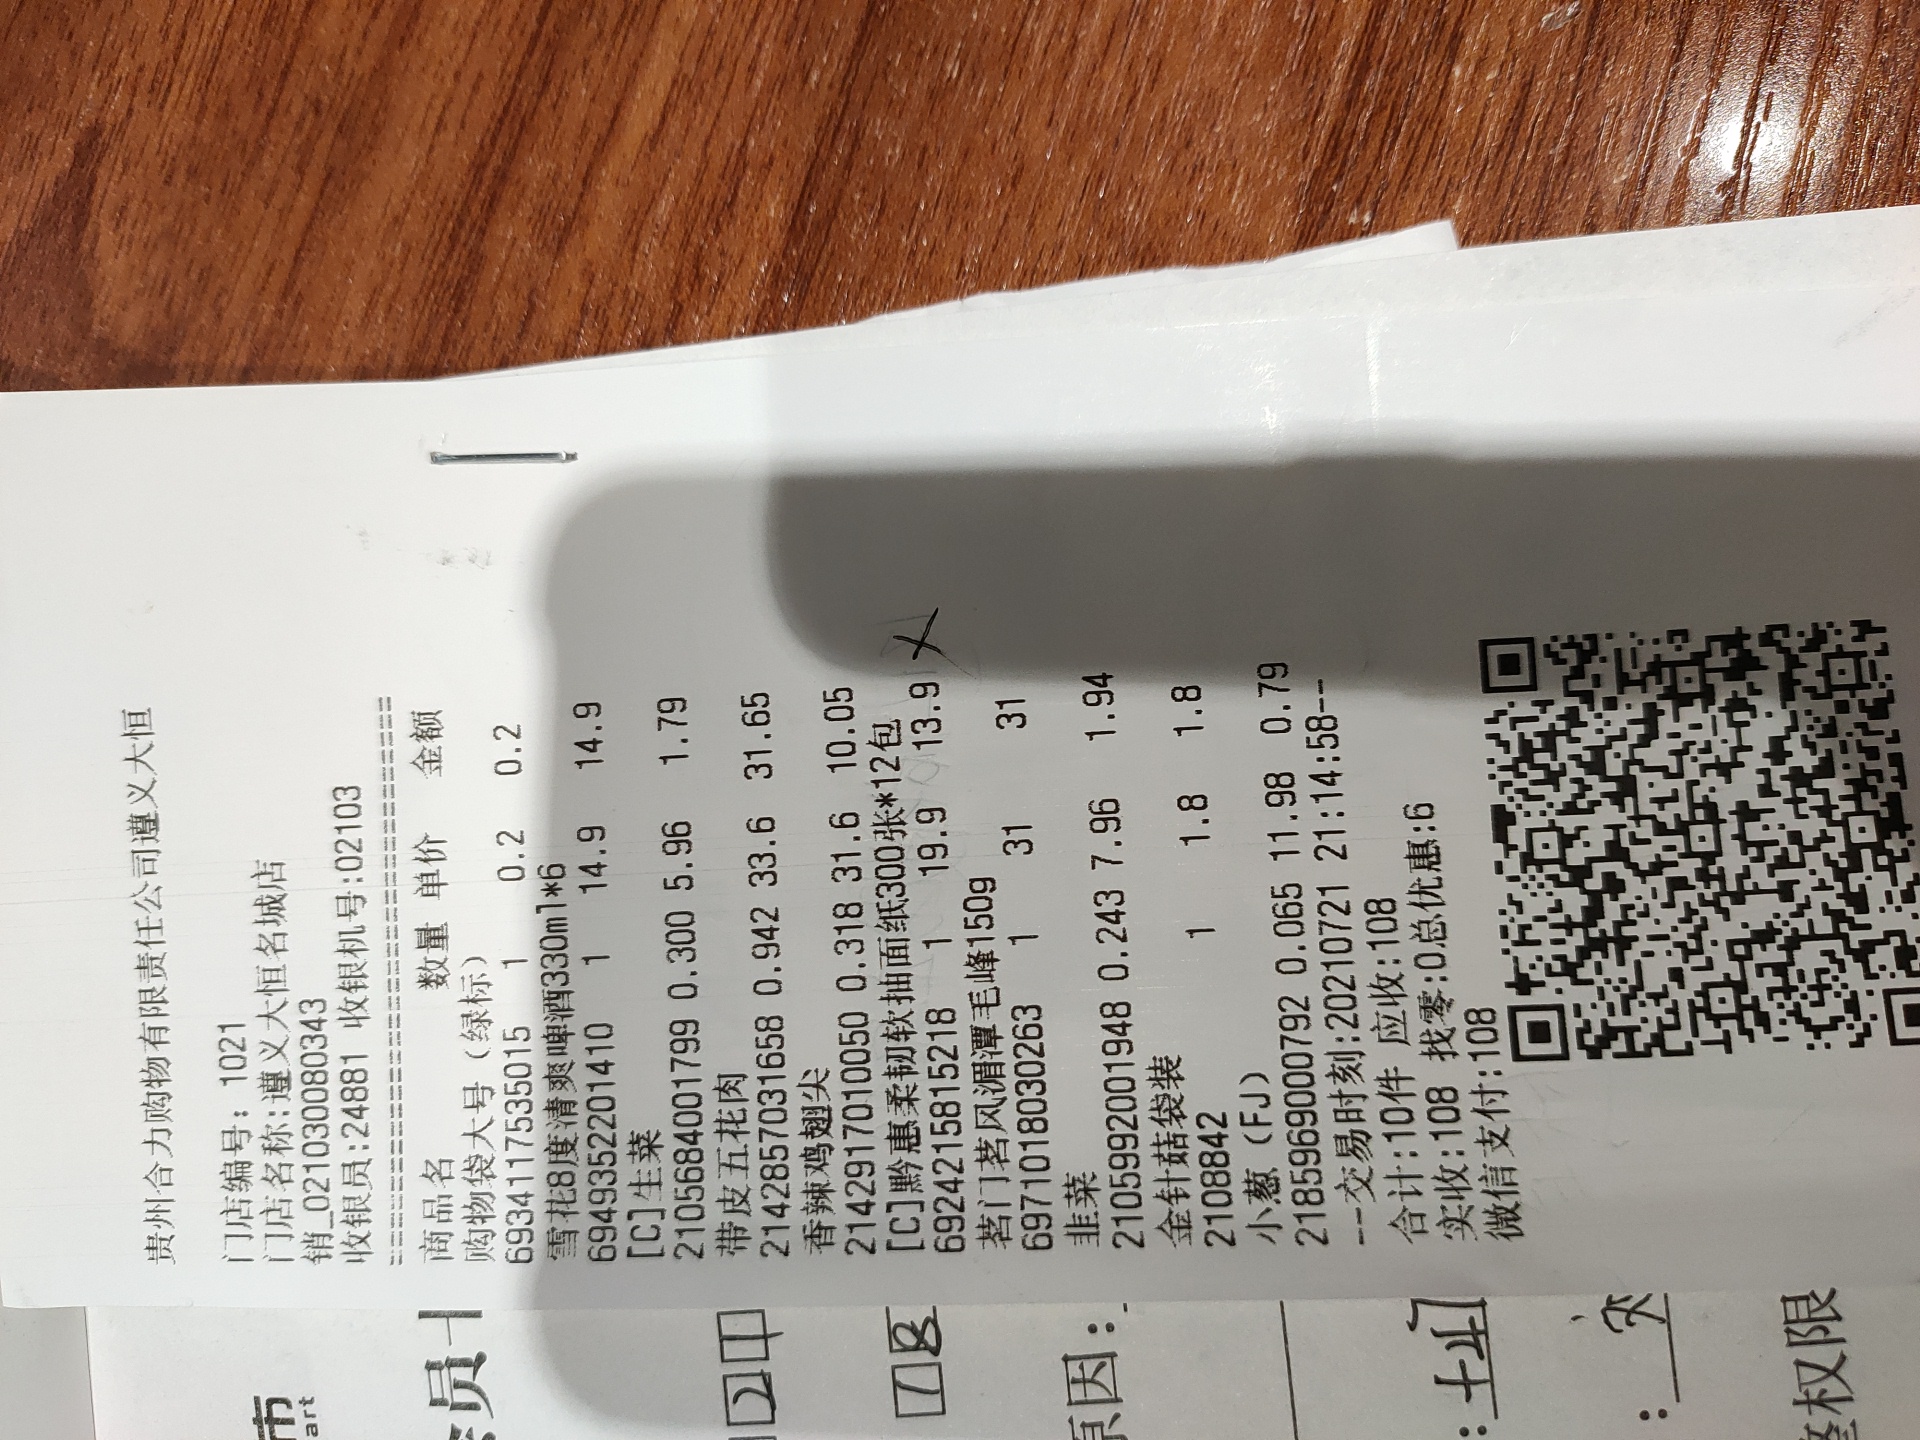 贵州合力购物有限责任公司遵义大恒
门店编号: 1021
门店名称:遵义大恒名城店
销_021030080343
收银员:24881 收银机号:02103
商品名 数量 单价 金额
购物袋大号(绿标)
6934117535015 1 0.2 0.2
雪花8度清爽啤酒330ml*6
6949352201410 1 14.9 14.9
[C]生菜
2105684001799 0.300 5.96 1.79
带皮五花肉
2142857031658 0.942 33.6 31.65
香辣鸡翅尖
2142917010050 0.318 31.6 10.05
[C]黔惠柔韧软抽面纸300张*12包
6924215815218 1 19.9 13.9 X
茗门茗风湄潭毛峰150g
6971018030263 1 31 31
韭菜
2105992001948 0.243 7.96 1.94
金针菇袋装
2108842 1 1.8 1.8
小葱(FJ)
2185969000792 0.065 11.98 0.79
--交易时刻:20210721 21:14:58--
合计:10件 应收:108
实收:108 找零:0总优惠:6
微信支付:108
市
art
员卡
2
7 8
原因:
权限